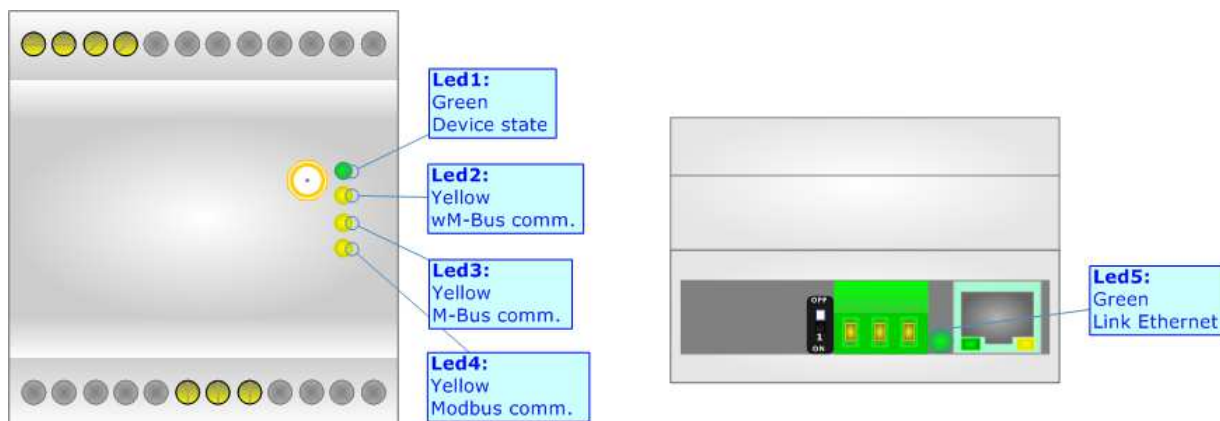 Led1:
Green
Device state
Led2:
Yellow
wM-Bus comm.
Led3:
Yellow
M-Bus comm.
Led4:
Yellow
Modbus comm.
Led5:
Green
Link Ethernet
OFF
1
ON